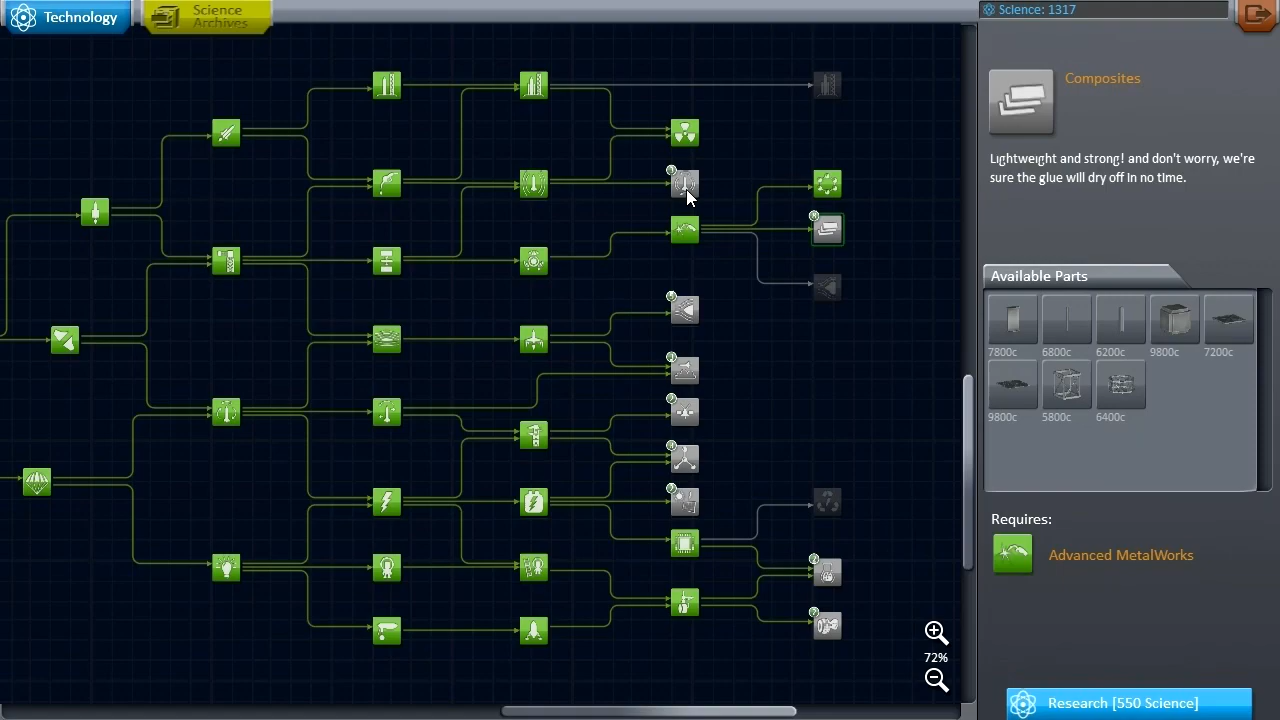 Technology
Science Archives
Science: 1317
Composites
Lightweight and strong! and don't worry, we're
sure the glue will dry off in no time.
Available Parts
7800c 6800c 6200c 9800c 7200c
9800c 5800c 6400c
Requires:
Advanced MetalWorks
72%
Research [550 Science]